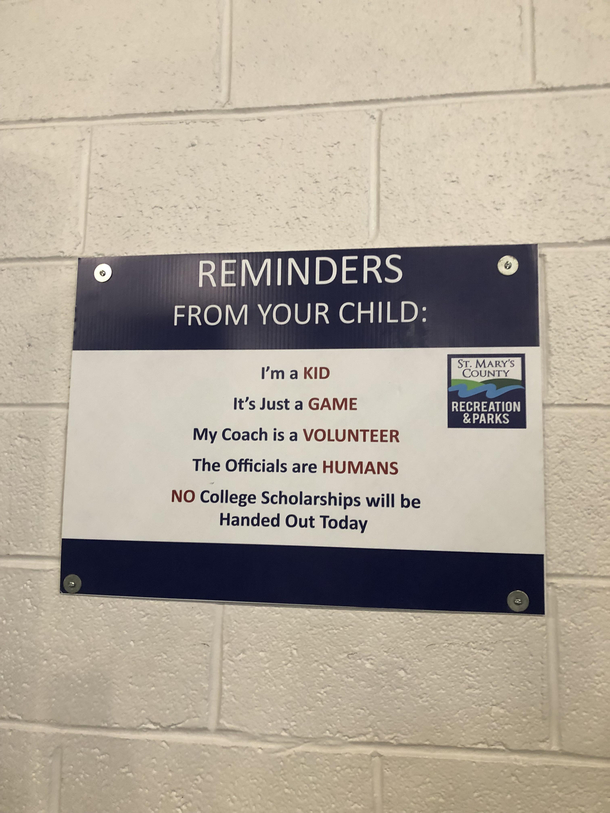 REMINDERS
FROM YOUR CHILD:
I'm a KID
It's Just a GAME
My Coach is a VOLUNTEER
The Officials are HUMANS
NO College Scholarships will be
Handed Out Today
ST. MARY'S
COUNTY
RECREATION
& PARKS